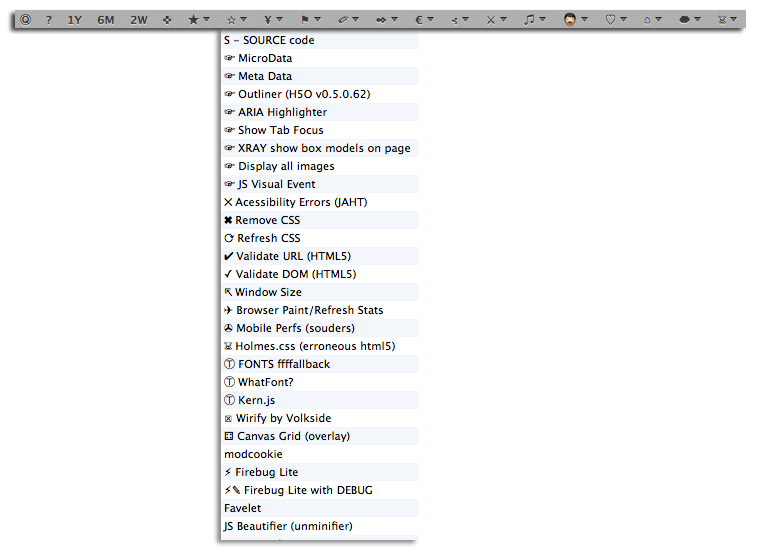 @ ? 1Y 6M 2W ❖ ★▼ ☆▼ ¥▼ ⚑▼ ✐▼ ➩▼ €▼ ⤙▼ ⚔▼ ♫▼ ▼ ♡▼ ⌂▼ ▼ ▼
S - SOURCE code
☞ MicroData
☞ Meta Data
☞ Outliner (H5O v0.5.0.62)
☞ ARIA Highlighter
☞ Show Tab Focus
☞ XRAY show box models on page
☞ Display all images
☞ JS Visual Event
✕ Acessibility Errors (JAHT)
✖ Remove CSS
⟳ Refresh CSS
✔ Validate URL (HTML5)
✓ Validate DOM (HTML5)
⇱ Window Size
✈ Browser Paint/Refresh Stats
✇ Mobile Perfs (souders)
☠ Holmes.css (erroneous html5)
Ⓣ FONTS ffffallback
Ⓣ WhatFont?
Ⓣ Kern.js
☒ Wirify by Volkside
⚃ Canvas Grid (overlay)
modcookie
⚡ Firebug Lite
⚡✎ Firebug Lite with DEBUG
Favelet
JS Beautifier (unminifier)